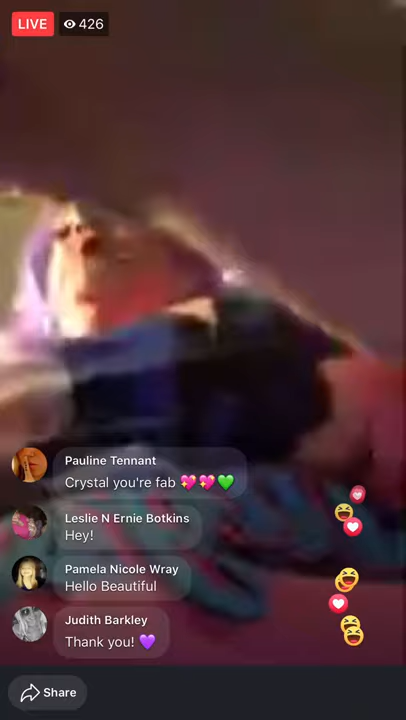 LIVE 426
Pauline Tennant
Crystal you're fab 💖💖💚
Leslie N Ernie Botkins
Hey!
Pamela Nicole Wray
Hello Beautiful
Judith Barkley
Thank you! 💜
Share